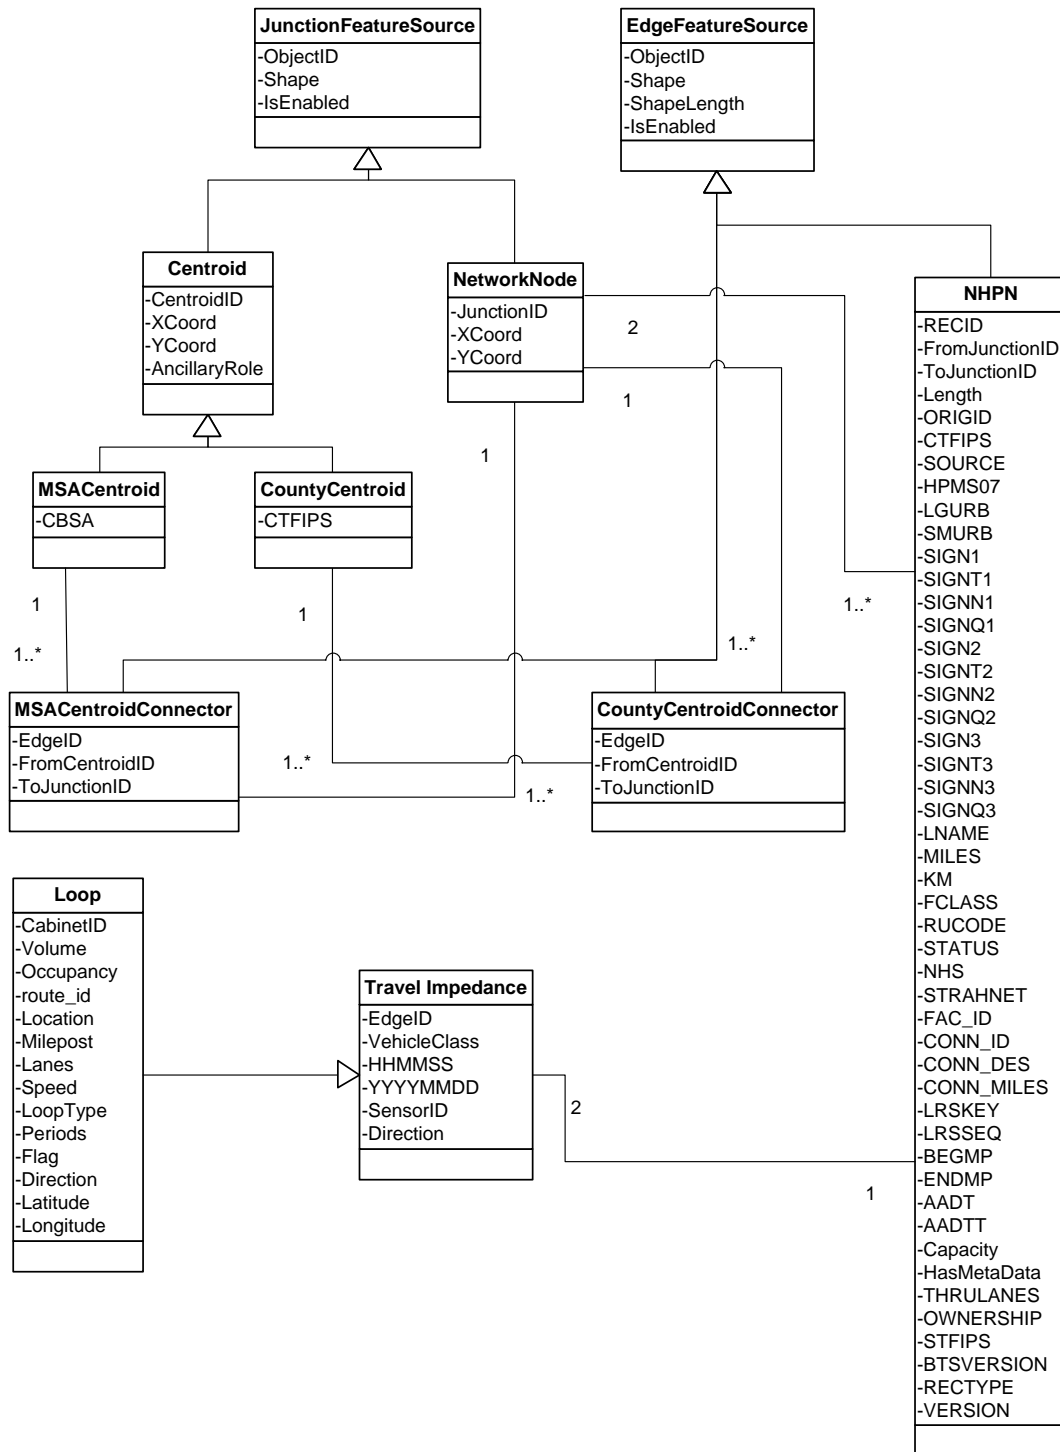 JunctionFeatureSource
-ObjectID
-Shape
-IsEnabled
EdgeFeatureSource
-ObjectID
-Shape
-ShapeLength
-IsEnabled
Centroid
-CentroidID
-XCoord
-YCoord
-AncillaryRole
NetworkNode
-JunctionID
-XCoord
-YCoord
2
1
1
MSACentroid
-CBSA
CountyCentroid
-CTFIPS
1
1..*
1
1..*
1..*
1..*
1..*
MSACentroidConnector
-EdgeID
-FromCentroidID
-ToJunctionID
CountyCentroidConnector
-EdgeID
-FromCentroidID
-ToJunctionID
NHPN
-RECID
-FromJunctionID
-ToJunctionID
-Length
-ORIGID
-CTFIPS
-SOURCE
-HPMS07
-LGURB
-SMURB
-SIGN1
-SIGNT1
-SIGNN1
-SIGNQ1
-SIGN2
-SIGNT2
-SIGNN2
-SIGNQ2
-SIGN3
-SIGNT3
-SIGNN3
-SIGNQ3
-LNAME
-MILES
-KM
-FCLASS
-RUCODE
-STATUS
-NHS
-STRAHNET
-FAC_ID
-CONN_ID
-CONN_DES
-CONN_MILES
-LRSKEY
-LRSSEQ
-BEGMP
-ENDMP
-AADT
-AADTT
-Capacity
-HasMetaData
-THRULANES
-OWNERSHIP
-STFIPS
-BTSVERSION
-RECTYPE
-VERSION
Loop
-CabinetID
-Volume
-Occupancy
-route_id
-Location
-Milepost
-Lanes
-Speed
-LoopType
-Periods
-Flag
-Direction
-Latitude
-Longitude
Travel Impedance
-EdgeID
-VehicleClass
-HHMMSS
-YYYYMMDD
-SensorID
-Direction
2
1